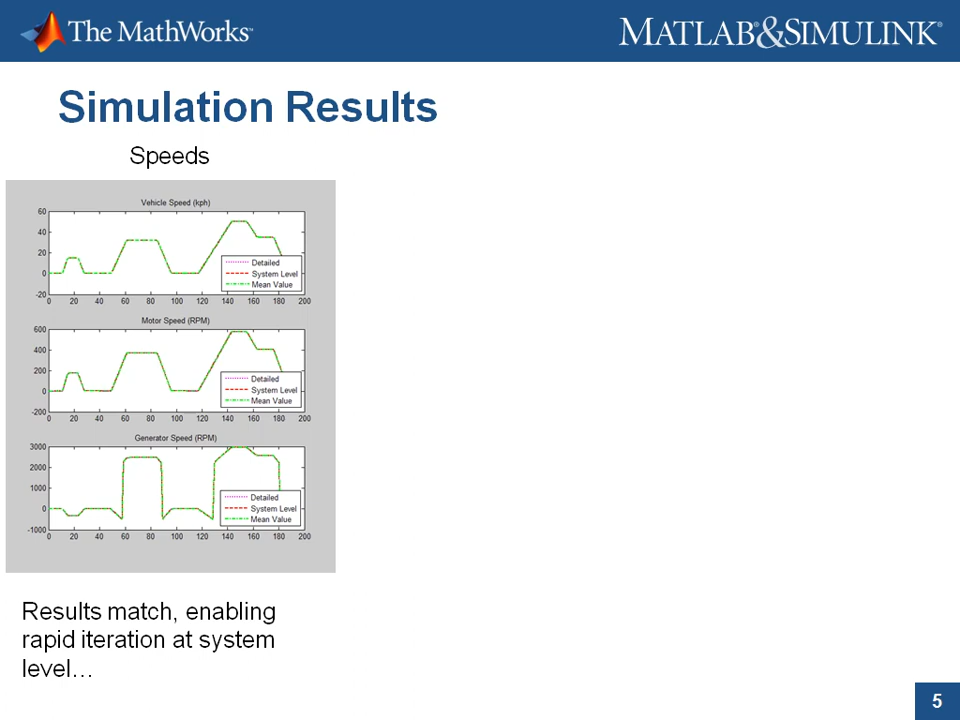 The MathWorks™
MATLAB®&SIMULINK®
Simulation Results
Speeds
Vehicle Speed (kph)
60
40
20
0
-20
0 20 40 60 80 100 120 140 160 180 200
Detailed
System Level
Mean Value
Motor Speed (RPM)
600
400
200
0
-200
0 20 40 60 80 100 120 140 160 180 200
Detailed
System Level
Mean Value
Generator Speed (RPM)
3000
2000
1000
0
-1000
0 20 40 60 80 100 120 140 160 180 200
Detailed
System Level
Mean Value
Results match, enabling
rapid iteration at system
level…
5